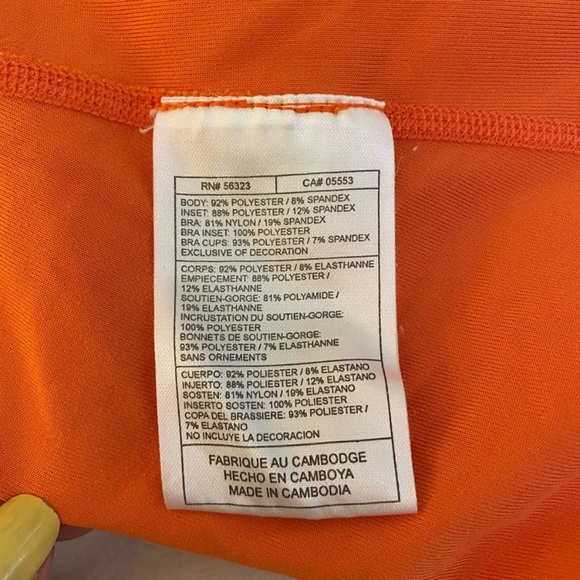 RN# 56323 CA# 05553
BODY: 92% POLYESTER / 8% SPANDEX
INSET: 88% POLYESTER / 12% SPANDEX
BRA: 81% NYLON / 19% SPANDEX
BRA INSET: 100% POLYESTER
BRA CUPS: 93% POLYESTER / 7% SPANDEX
EXCLUSIVE OF DECORATION
CORPS: 92% POLYESTER / 8% ELASTHANNE
EMPIECEMENT: 88% POLYESTER /
12% ELASTHANNE
SOUTIEN-GORGE: 81% POLYAMIDE /
19% ELASTHANNE
INCRUSTATION DU SOUTIEN-GORGE:
100% POLYESTER
BONNETS DE SOUTIEN-GORGE:
93% POLYESTER / 7% ELASTHANNE
SANS ORNEMENTS
CUERPO: 92% POLIESTER / 8% ELASTANO
INJERTO: 88% POLIESTER / 12% ELASTANO
SOSTEN: 81% NYLON / 19% ELASTANO
INSERTO SOSTEN: 100% POLIESTER
COPA DEL BRASSIERE: 93% POLIESTER /
7% ELASTANO
NO INCLUYE LA DECORACION
FABRIQUE AU CAMBODGE
HECHO EN CAMBOYA
MADE IN CAMBODIA